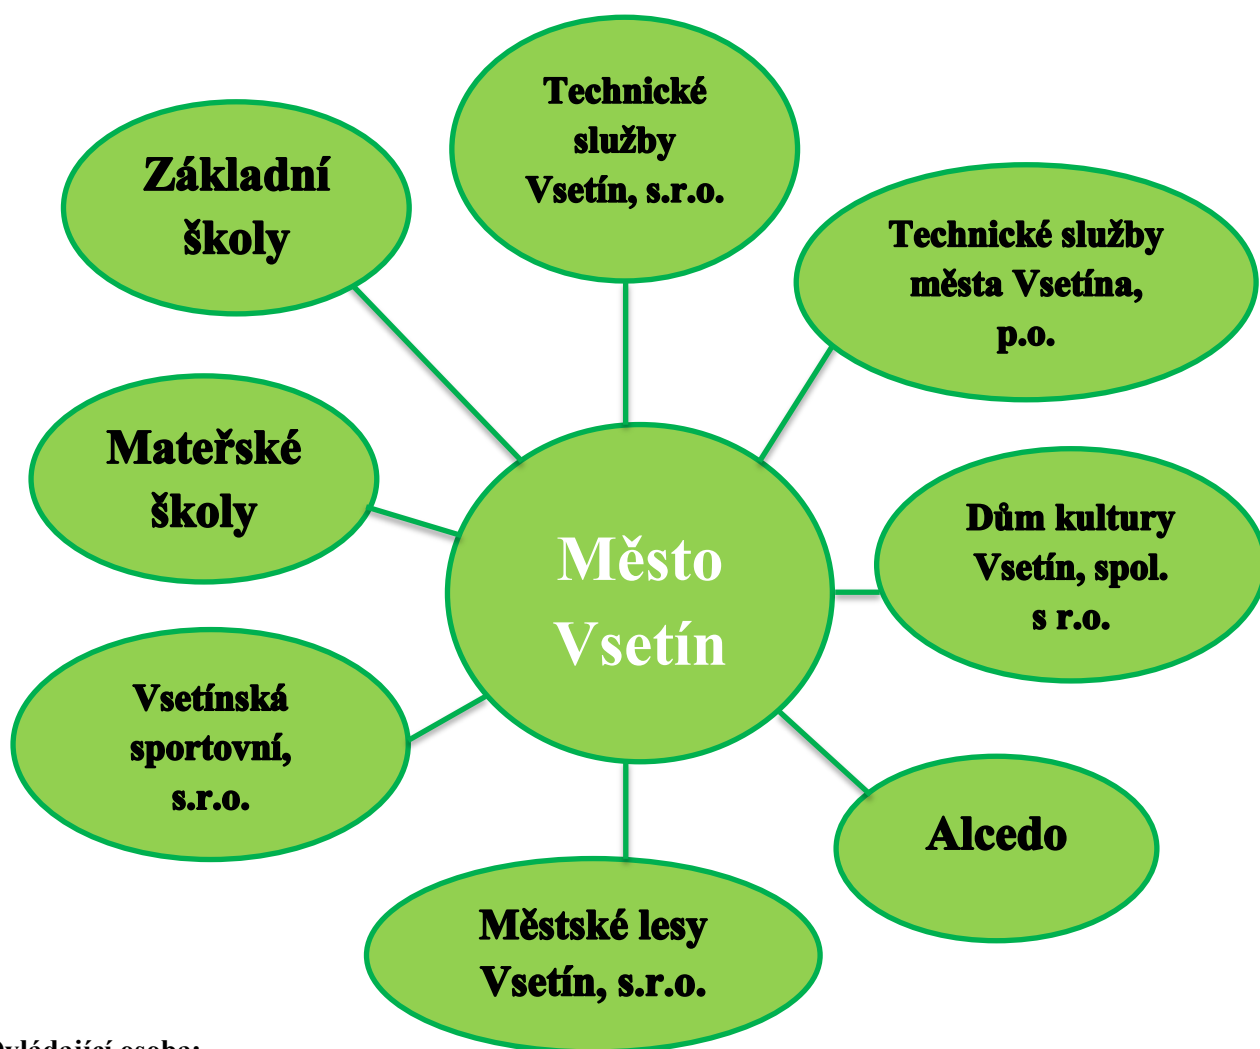 Technické
služby
Vsetín, s.r.o.
Základní
školy
Technické služby
města Vsetína,
p.o.
Mateřské
školy
Dům kultury
Vsetín, spol.
s r.o.
Město
Vsetín
Vsetínská
sportovní,
s.r.o.
Alcedo
Městské lesy
Vsetín, s.r.o.
osoba: